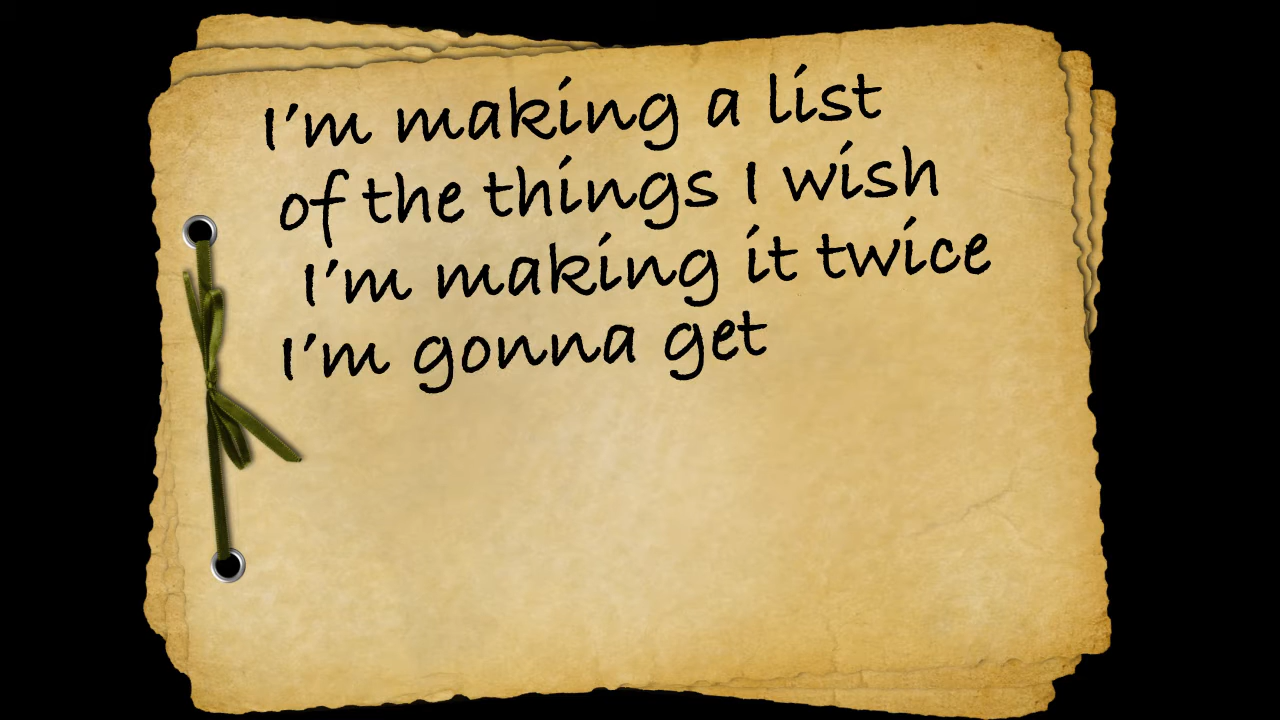 I'm making a list
of the things I wish
I'm making it twice
I'm gonna get